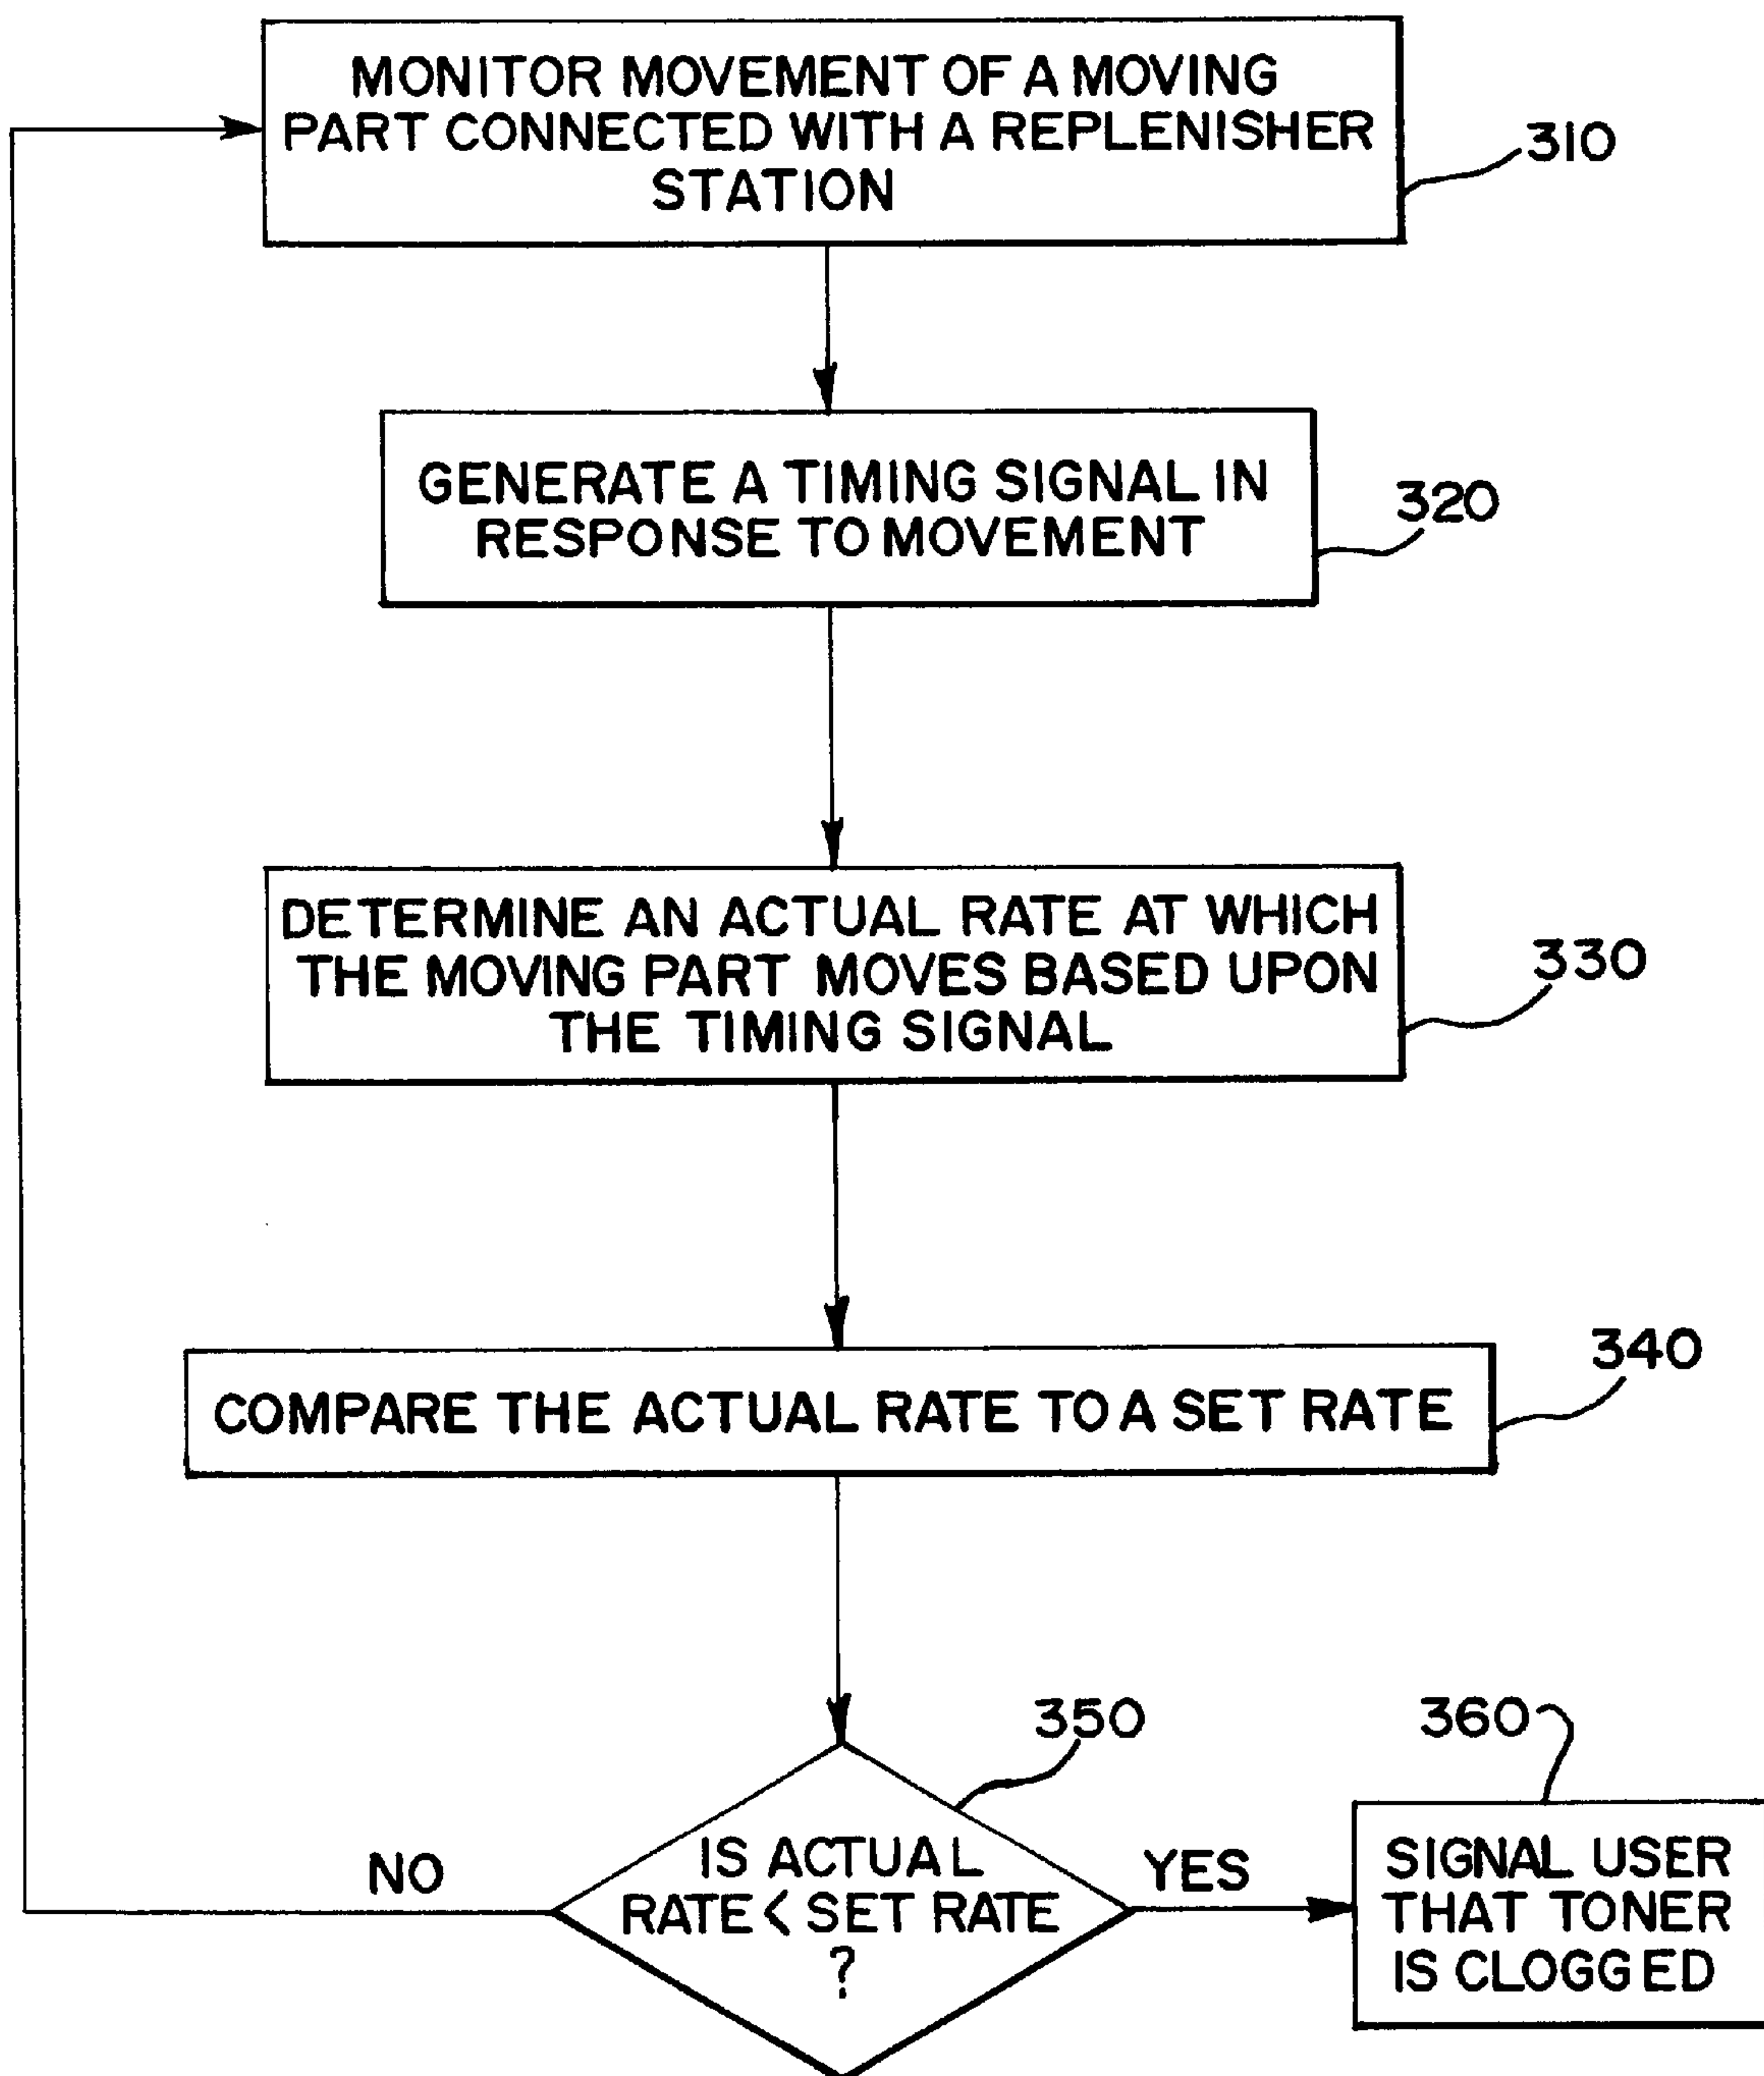 MONITOR MOVEMENT OF A MOVING
PART CONNECTED WITH A REPLENISHER
STATION
310
GENERATE A TIMING SIGNAL IN
RESPONSE TO MOVEMENT
320
DETERMINE AN ACTUAL RATE AT WHICH
THE MOVING PART MOVES BASED UPON
THE TIMING SIGNAL
330
COMPARE THE ACTUAL RATE TO A SET RATE
340
350
360
NO
IS ACTUAL
RATE < SET RATE
?
YES
SIGNAL USER
THAT TONER
IS CLOGGED